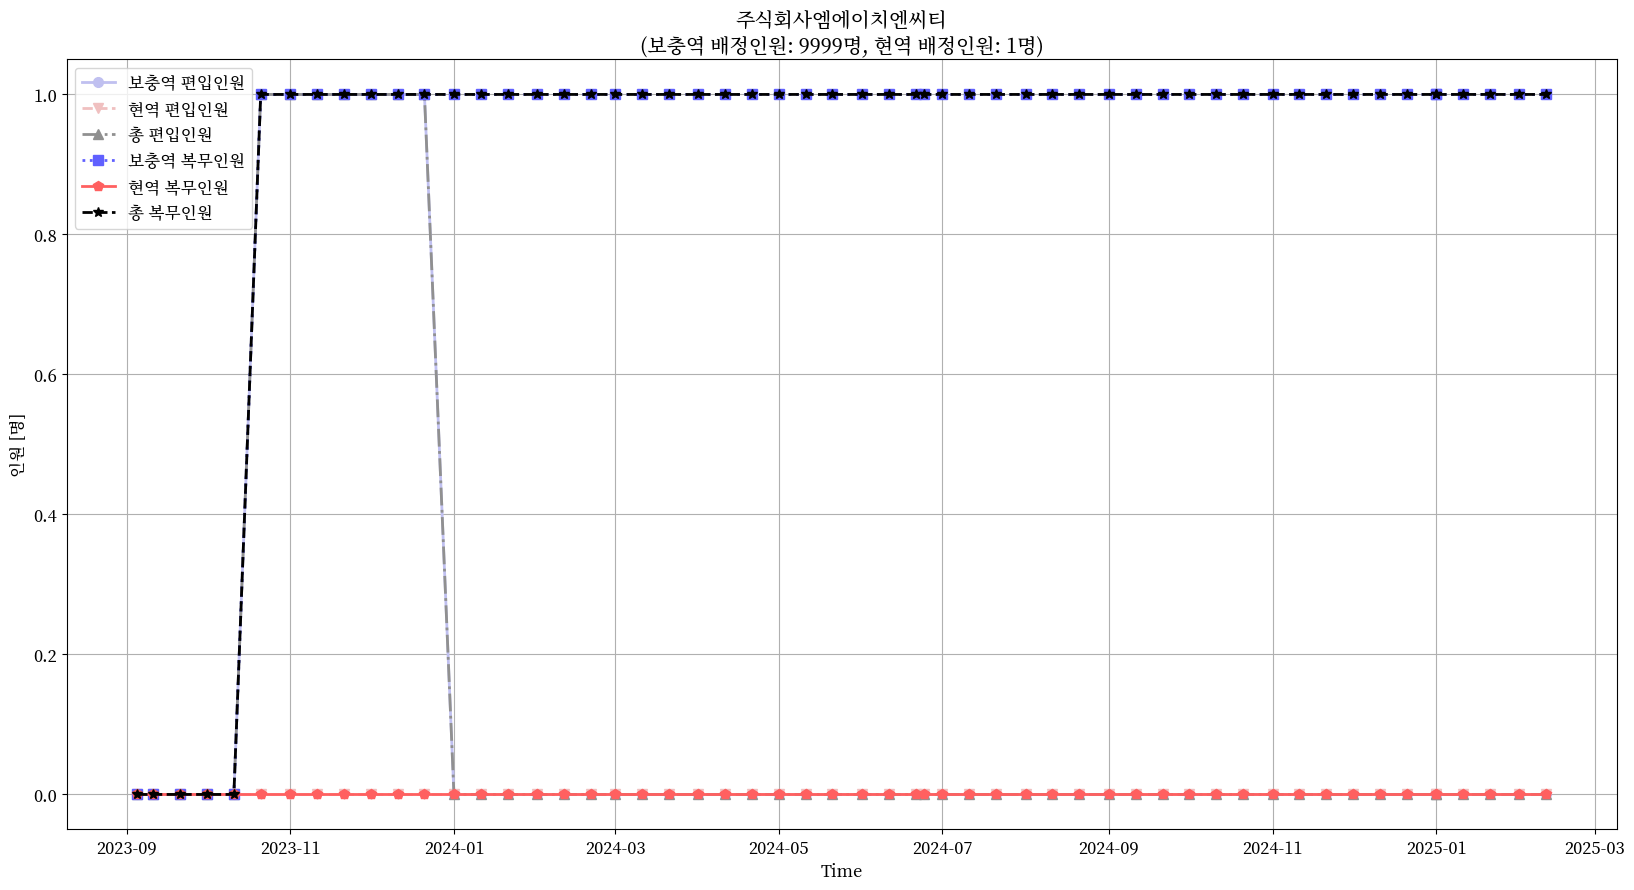 주식회사엠에이치엔씨티
(보충역 배정인원: 9999명, 현역 배정인원: 1명)
보충역 편입인원
현역 편입인원
총 편입인원
보충역 복무인원
현역 복무인원
총 복무인원
1.0
0.8
0.6
0.4
0.2
0.0
인원 [명]
2023-09
2023-11
2024-01
2024-03
2024-05
2024-07
2024-09
2024-11
2025-01
2025-03
Time